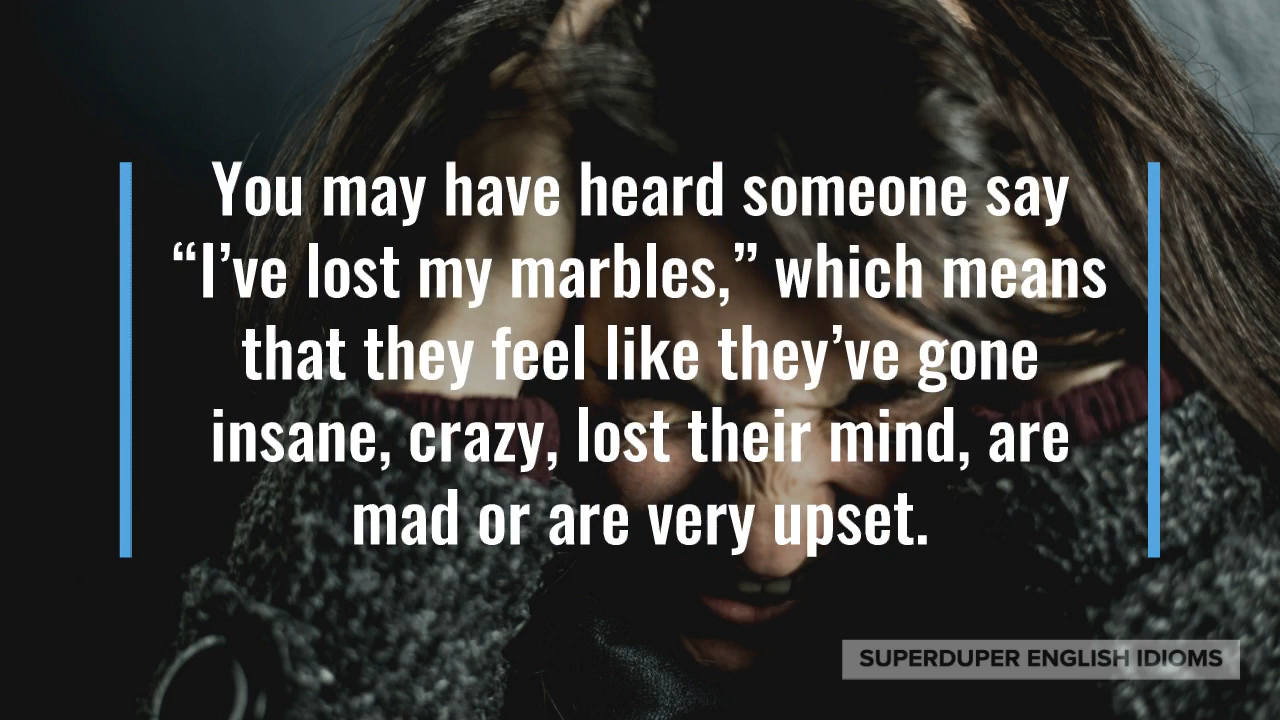 You may have heard someone say
“I’ve lost my marbles,” which means
that they feel like they’ve gone
insane, crazy, lost their mind, are
mad or are very upset.
SUPERDUPER ENGLISH IDIOMS